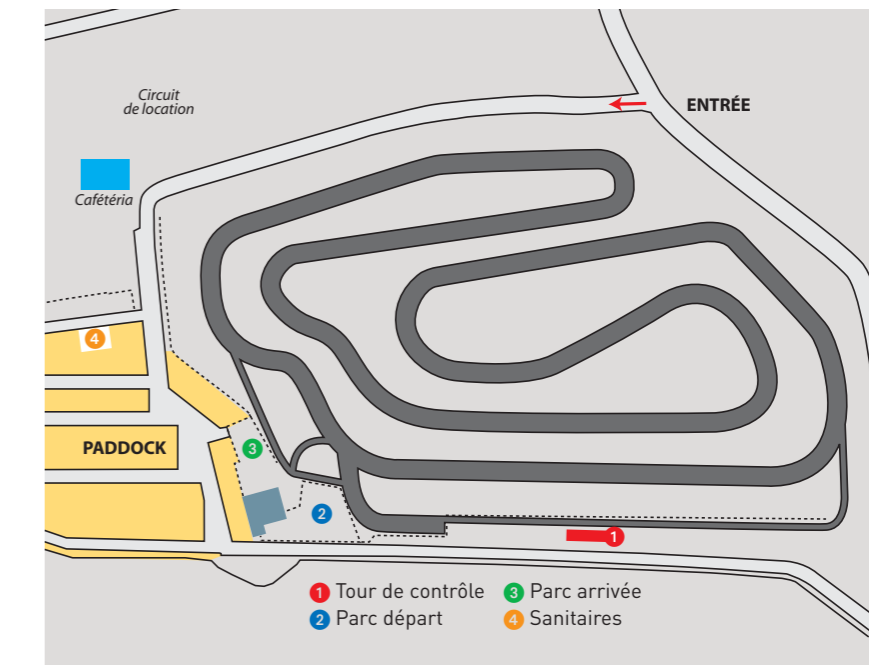 Circuit
de location
ENTRÉE
Cafétéria
4
PADDOCK
3
2
1
1 Tour de contrôle
2 Parc départ
3 Parc arrivée
4 Sanitaires